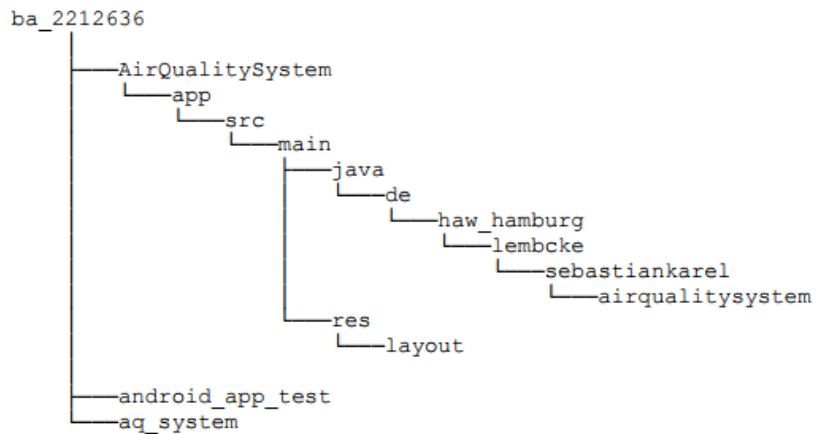 ba_2212636
AirQualitySystem
app
src
main
java
de
haw_hamburg
lembcke
sebastiankarel
airqualitysystem
res
layout
android_app_test
aq_system